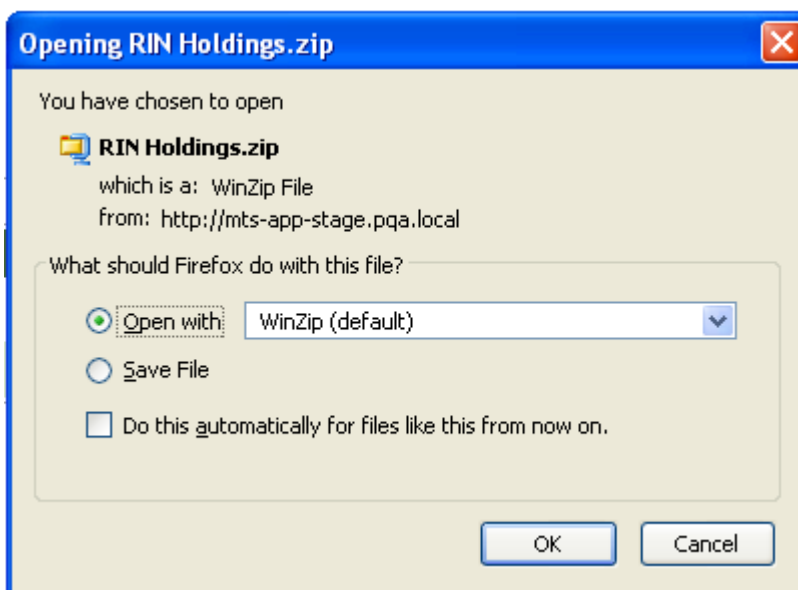 Opening RIN Holdings.zip
You have chosen to open
RIN Holdings.zip
which is a: WinZip File
from: http://mts-app-stage.pqa.local
What should Firefox do with this file?
Open with WinZip (default)
Save File
Do this automatically for files like this from now on.
OK Cancel